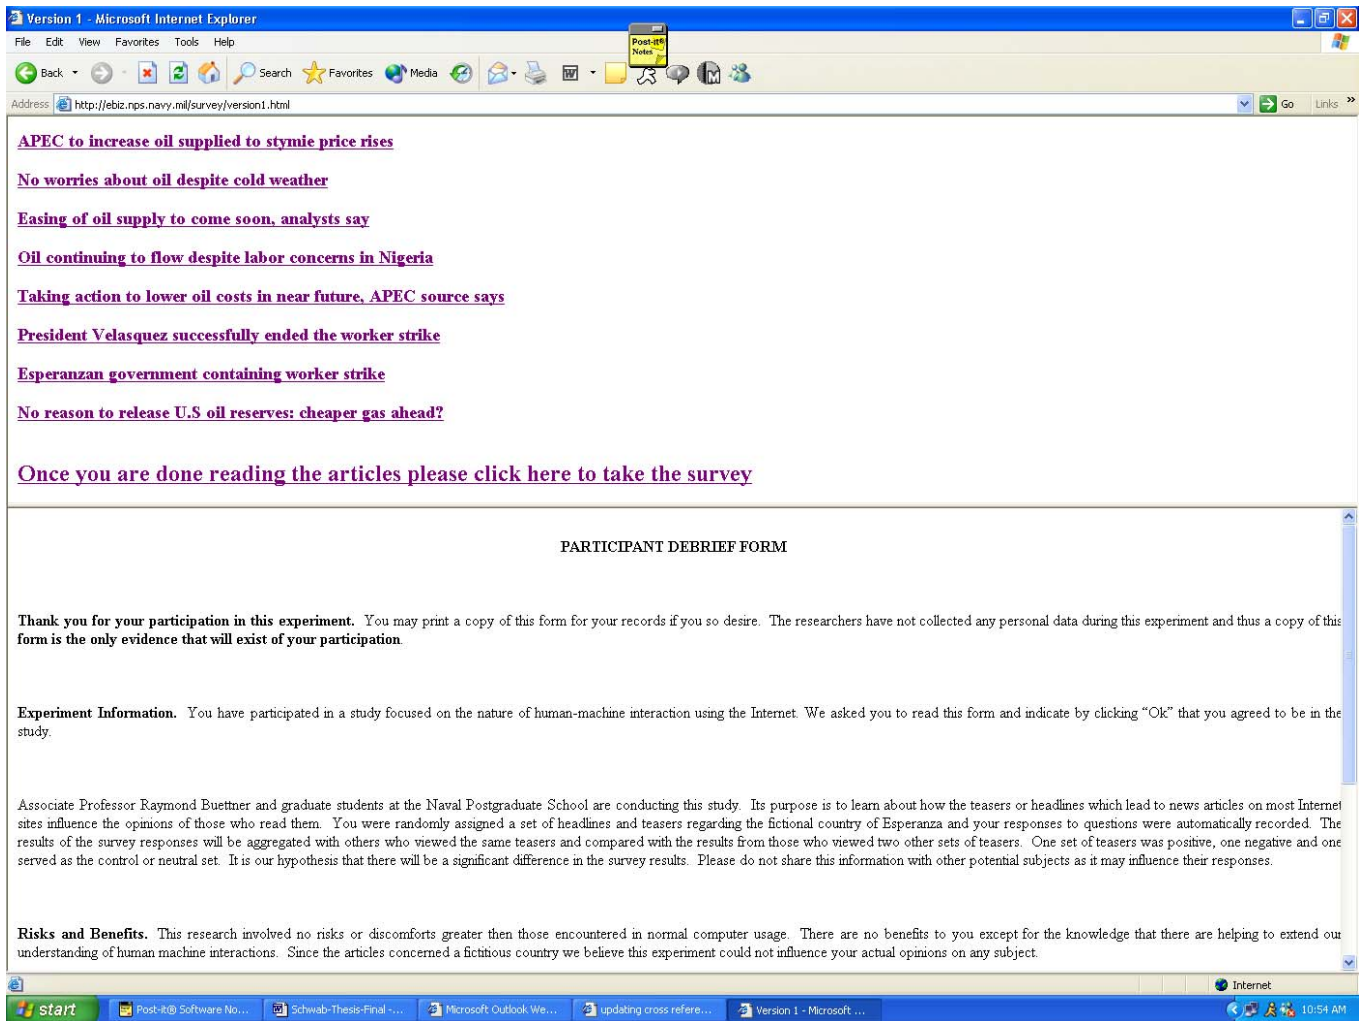 Version 1 - Microsoft Internet Explorer
File Edit View Favorites Tools Help
Post-it® Notes
Back Search Favorites Media
Address http://ebiz.nps.navy.mil/survey/version1.html Go Links »
APEC to increase oil supplied to stymie price rises
No worries about oil despite cold weather
Easing of oil supply to come soon, analysts say
Oil continuing to flow despite labor concerns in Nigeria
Taking action to lower oil costs in near future, APEC source says
President Velasquez successfully ended the worker strike
Esperanzan government containing worker strike
No reason to release U.S oil reserves: cheaper gas ahead?
Once you are done reading the articles please click here to take the survey
PARTICIPANT DEBRIEF FORM
Thank you for your participation in this experiment. You may print a copy of this form for your records if you so desire. The researchers have not collected any personal data during this experiment and thus a copy of this
form is the only evidence that will exist of your participation.
Experiment Information. You have participated in a study focused on the nature of human-machine interaction using the Internet. We asked you to read this form and indicate by clicking “Ok” that you agreed to be in the
study.
Associate Professor Raymond Buettner and graduate students at the Naval Postgraduate School are conducting this study. Its purpose is to learn about how the teasers or headlines which lead to news articles on most Internet
sites influence the opinions of those who read them. You were randomly assigned a set of headlines and teasers regarding the fictional country of Esperanza and your responses to questions were automatically recorded. The
results of the survey responses will be aggregated with others who viewed the same teasers and compared with the results from those who viewed two other sets of teasers. One set of teasers was positive, one negative and one
served as the control or neutral set. It is our hypothesis that there will be a significant difference in the survey results. Please do not share this information with other potential subjects as it may influence their responses.
Risks and Benefits. This research involved no risks or discomforts greater then those encountered in normal computer usage. There are no benefits to you except for the knowledge that there are helping to extend our
understanding of human machine interactions. Since the articles concerned a fictitious country we believe this experiment could not influence your actual opinions on any subject.
Internet
start Post-it® Software No... Schwab-Thesis-Final -... Microsoft Outlook We... updating cross refere... Version 1 - Microsoft ... 10:54 AM